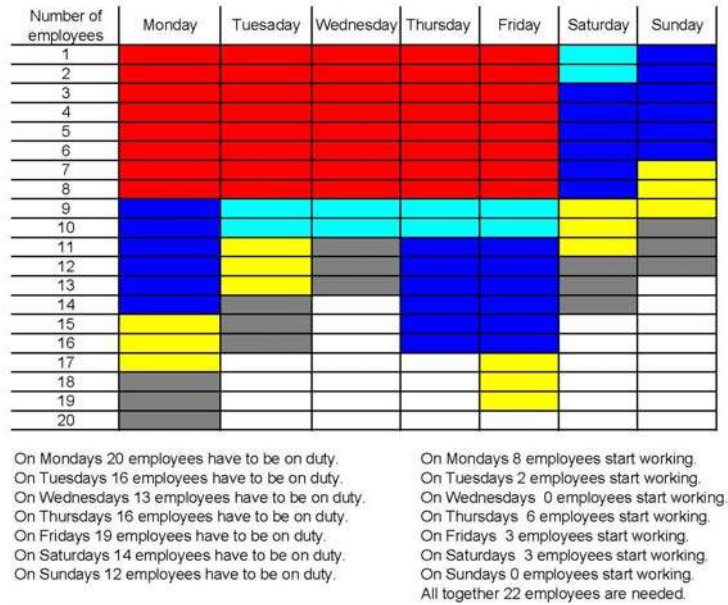 Number of employees Monday Tuesaday Wednesday Thursday Friday Saturday Sunday
1
2
3
4
5
6
7
8
9
10
11
12
13
14
15
16
17
18
19
20
On Mondays 20 employees have to be on duty.
On Tuesdays 16 employees have to be on duty.
On Wednesdays 13 employees have to be on duty.
On Thursdays 16 employees have to be on duty.
On Fridays 19 employees have to be on duty.
On Saturdays 14 employees have to be on duty.
On Sundays 12 employees have to be on duty.
On Mondays 8 employees start working.
On Tuesdays 2 employees start working.
On Wednesdays 0 employees start working.
On Thursdays 6 employees start working.
On Fridays 3 employees start working.
On Saturdays 3 employees start working.
On Sundays 0 employees start working.
All together 22 employees are needed.